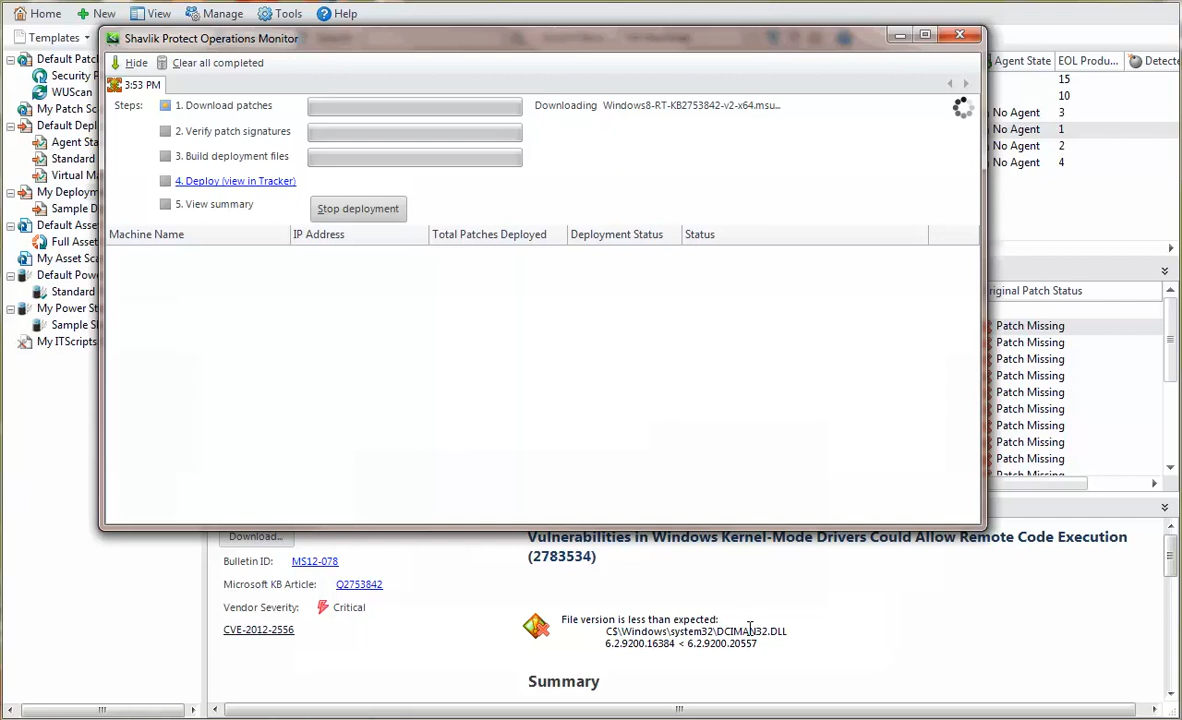 Home New View Manage Tools Help
Templates
Shavlik Protect Operations Monitor
Hide Clear all completed
3:53 PM
Steps: 1. Download patches Downloading Windows8-RT-KB2753842-v2-x64.msu...
2. Verify patch signatures
3. Build deployment files
4. Deploy (view in Tracker)
5. View summary
Stop deployment
Machine Name IP Address Total Patches Deployed Deployment Status Status
Default Patch
Security P
WUScan
My Patch Sc
Default Depl
Agent Sta
Standard
Virtual Ma
My Deploym
Sample D
Default Asse
Full Asset
My Asset Sca
Default Powe
Standard
My Power St
Sample Sh
My ITScripts
Agent State EOL Produ... Detecte
15
10
No Agent 3
No Agent 1
No Agent 2
No Agent 4
riginal Patch Status
Patch Missing
Patch Missing
Patch Missing
Patch Missing
Patch Missing
Patch Missing
Patch Missing
Patch Missing
Patch Missing
Patch Missing
Download...
Bulletin ID: MS12-078
Microsoft KB Article: Q2753842
Vendor Severity: Critical
CVE-2012-2556
Vulnerabilities in Windows Kernel-Mode Drivers Could Allow Remote Code Execution
(2783534)
File version is less than expected:
C$\Windows\system32\DCIMAN32.DLL
6.2.9200.16384 < 6.2.9200.20557
Summary